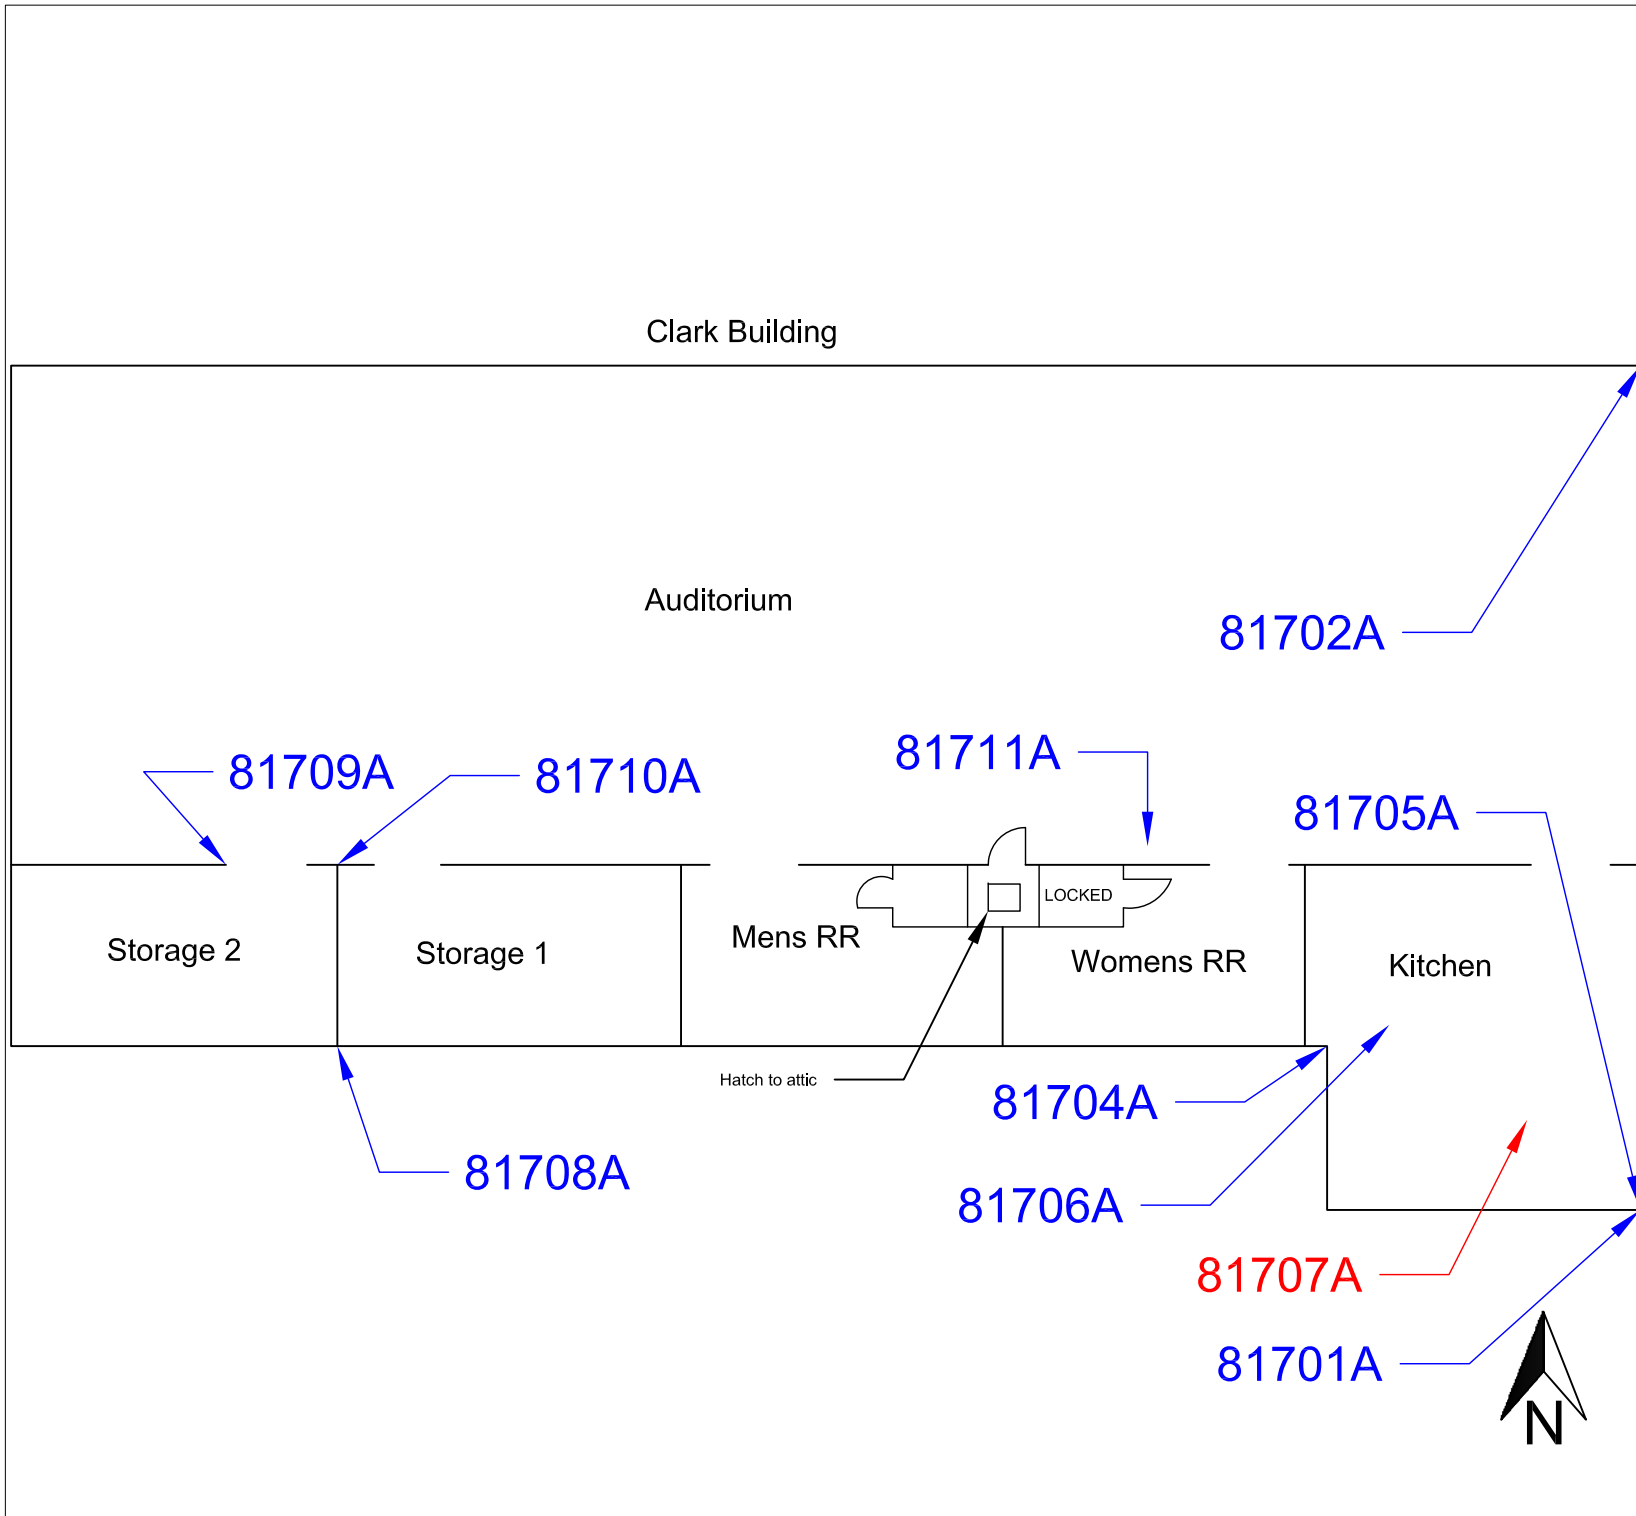 Clark Building
Auditorium
81702A
81709A
81710A
81711A
81705A
LOCKED
Storage 2
Storage 1
Mens RR
Womens RR
Kitchen
Hatch to attic
81704A
81708A
81706A
81707A
81701A
N